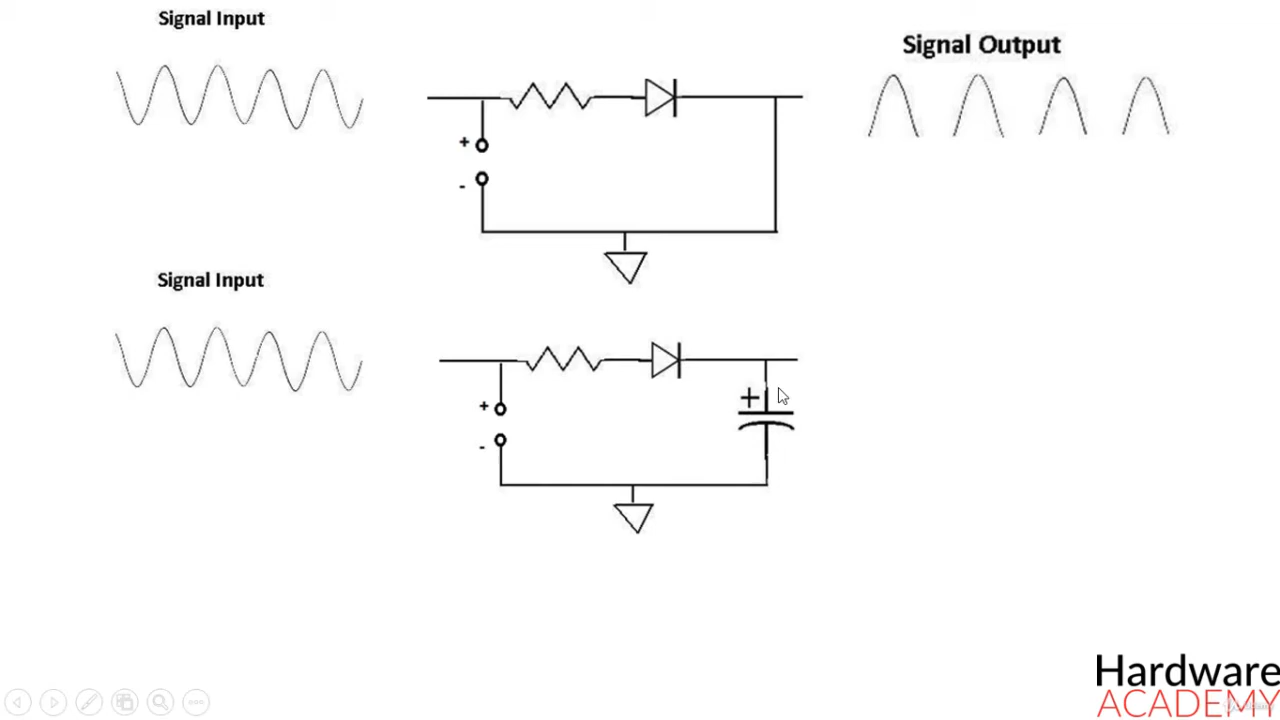 Signal Input
Signal Output
+
-
Signal Input
+
+
-
Hardware
ACADEMY